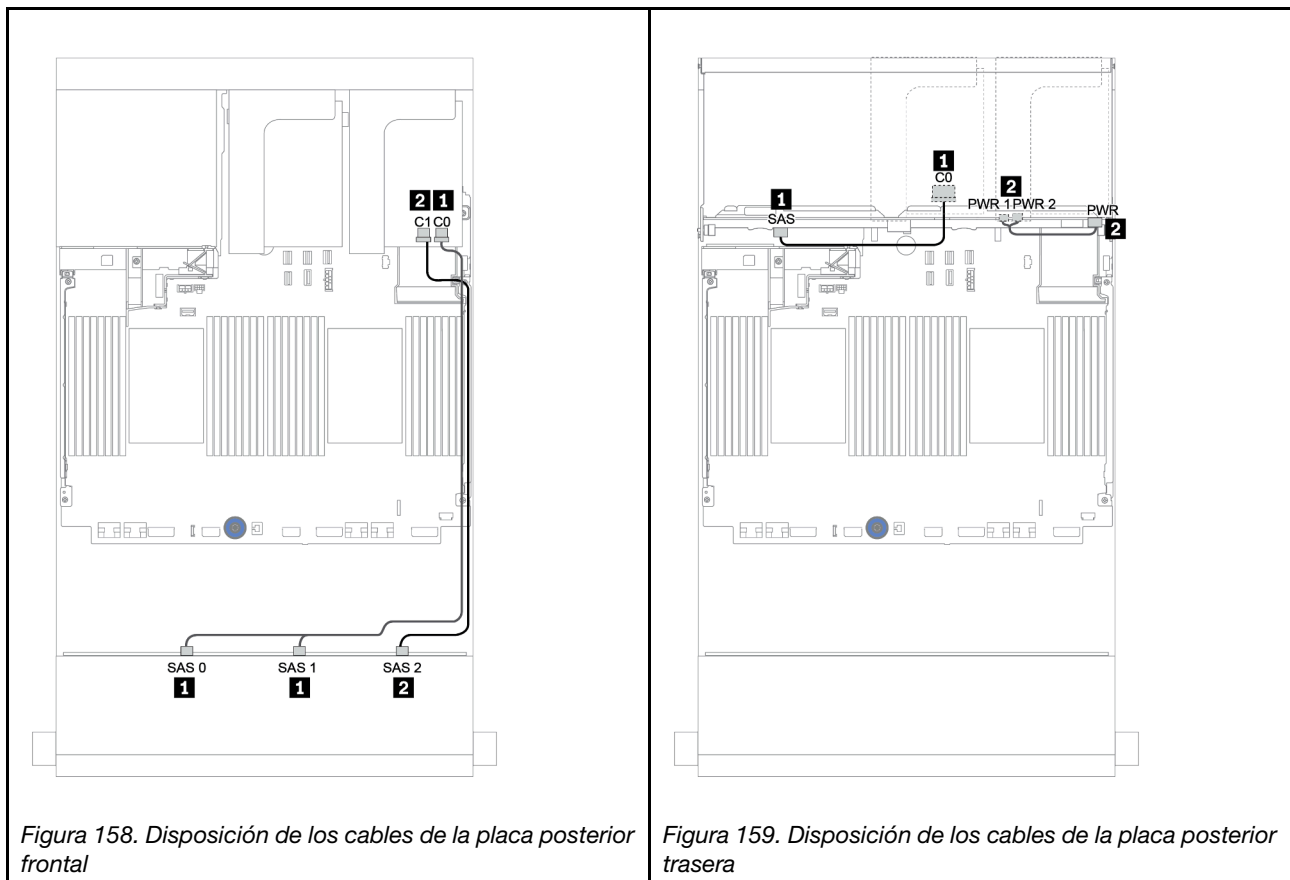 2 1
C1 C0
SAS 0 SAS 1 SAS 2
1 1 2
Figura 158. Disposición de los cables de la placa posterior
frontal
1
C0
1
SAS
2
PWR 1 PWR 2
PWR
2
Figura 159. Disposición de los cables de la placa posterior
trasera